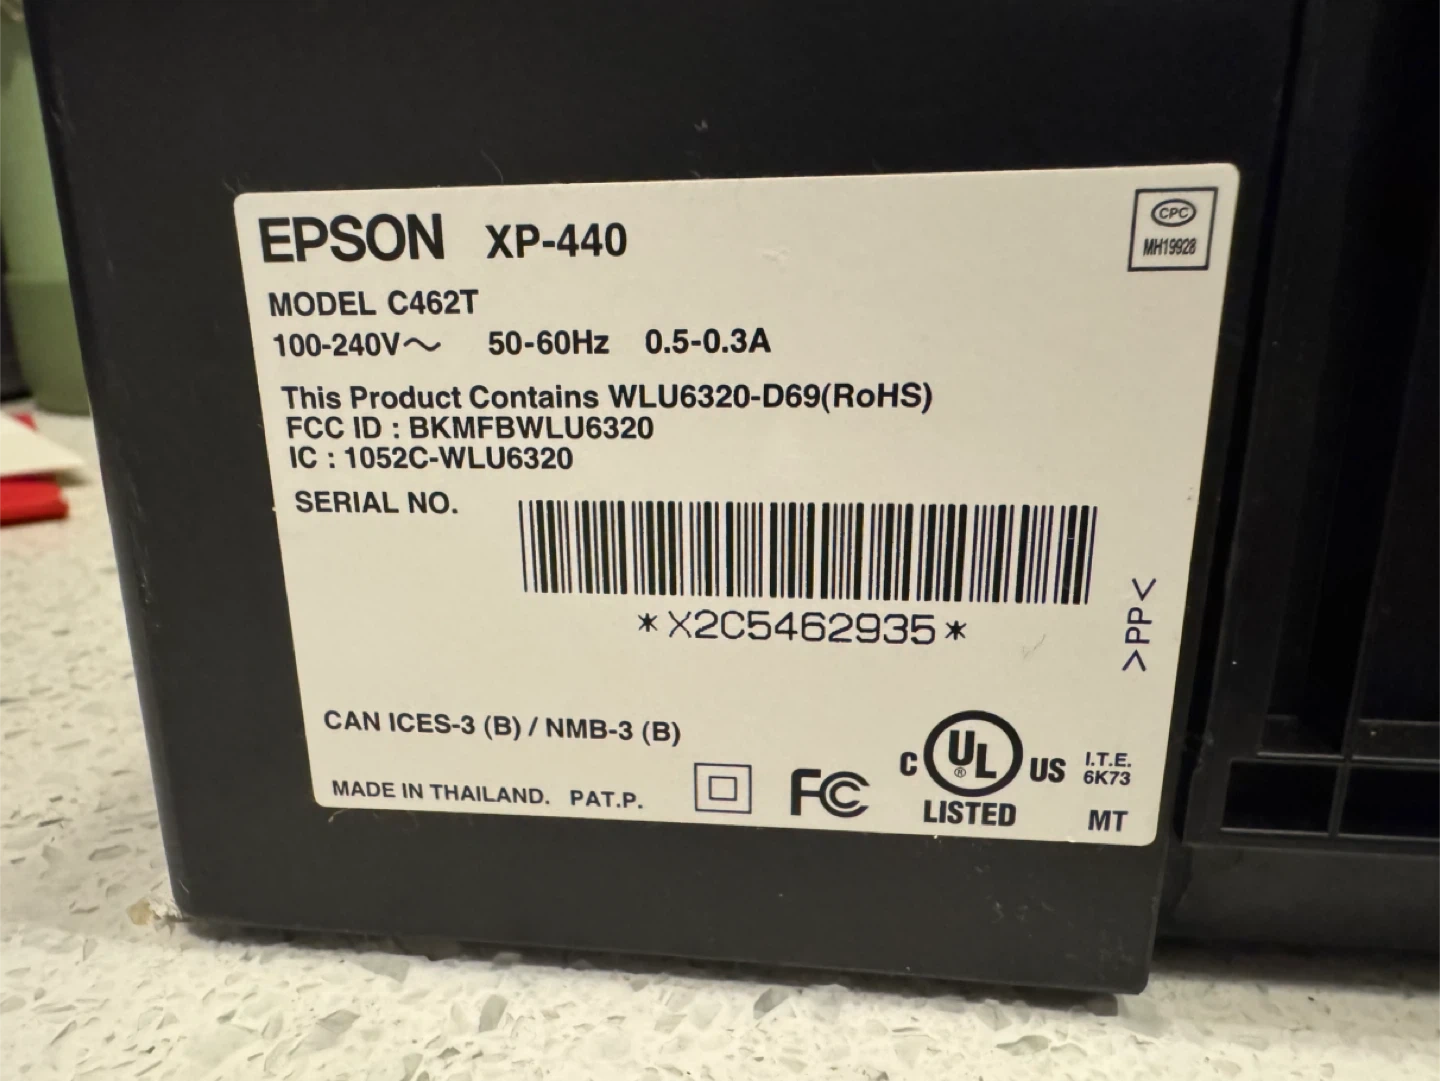 EPSON XP-440
CPC
MH19928
MODEL C462T
100-240V～ 50-60Hz 0.5-0.3A
This Product Contains WLU6320-D69(RoHS)
FCC ID : BKMFBWLU6320
IC : 1052C-WLU6320
SERIAL NO.
*X2C5462935*
>PP<
CAN ICES-3 (B) / NMB-3 (B)
MADE IN THAILAND. PAT.P.
FC
C UL® US
LISTED
I.T.E.
6K73
MT